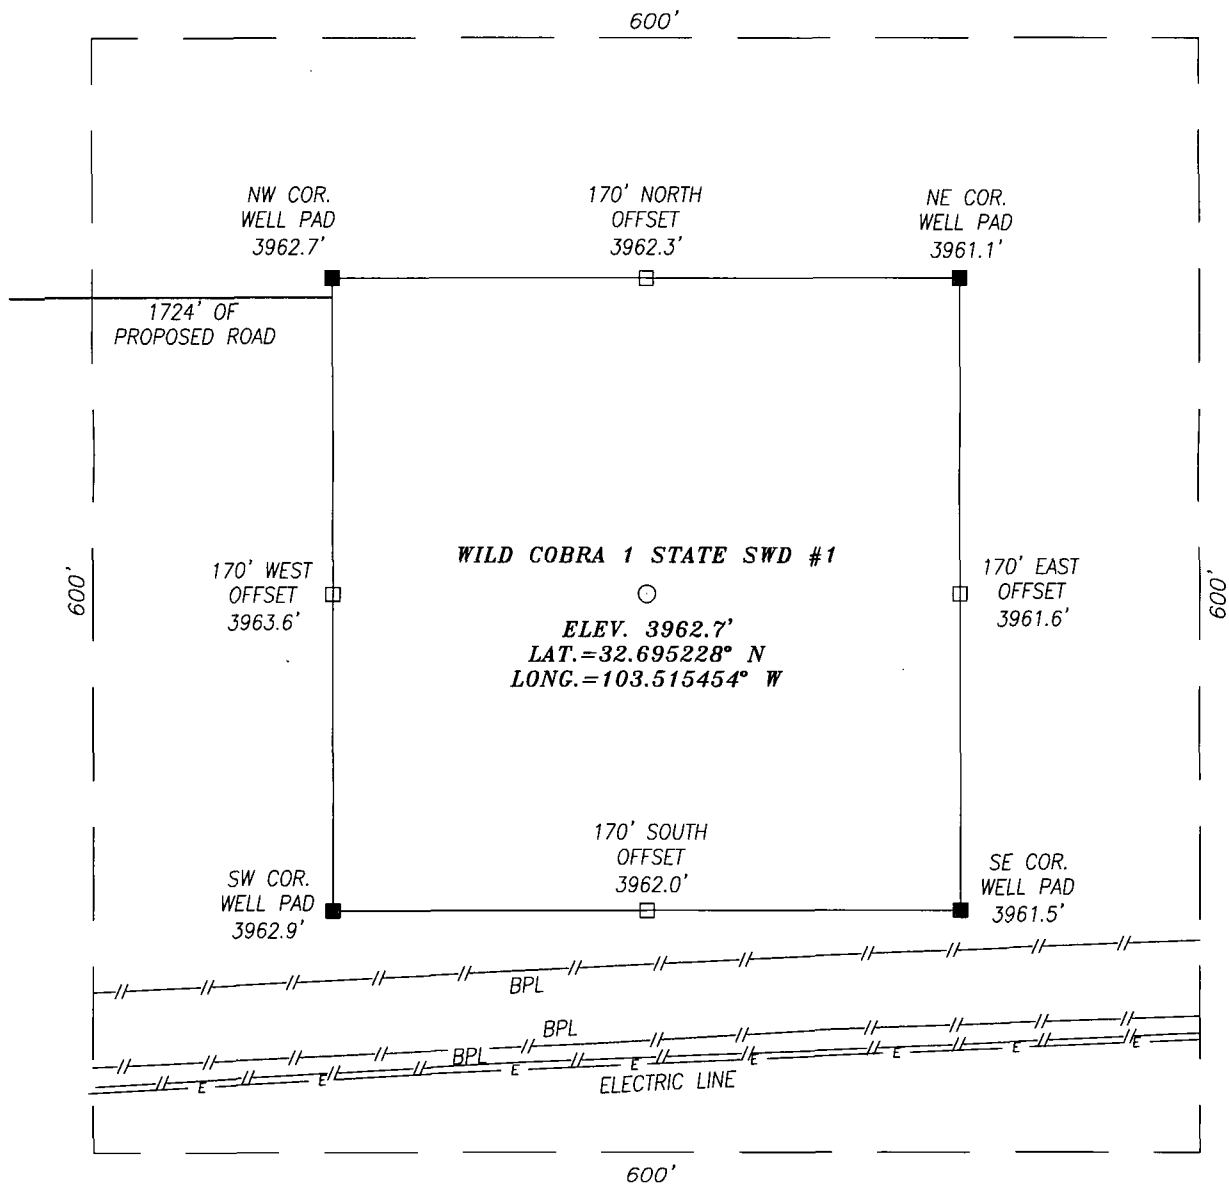 600'
NW COR.
WELL PAD
3962.7'
170' NORTH
OFFSET
3962.3'
NE COR.
WELL PAD
3961.1'
1724' OF
PROPOSED ROAD
600'
170' WEST
OFFSET
3963.6'
WILD COBRA 1 STATE SWD #1
ELEV. 3962.7'
LAT.=32.695228° N
LONG.=103.515454° W
170' EAST
OFFSET
3961.6'
600'
SW COR.
WELL PAD
3962.9'
170' SOUTH
OFFSET
3962.0'
SE COR.
WELL PAD
3961.5'
BPL
BPL
BPL
E E E E E E E E
ELECTRIC LINE
600'